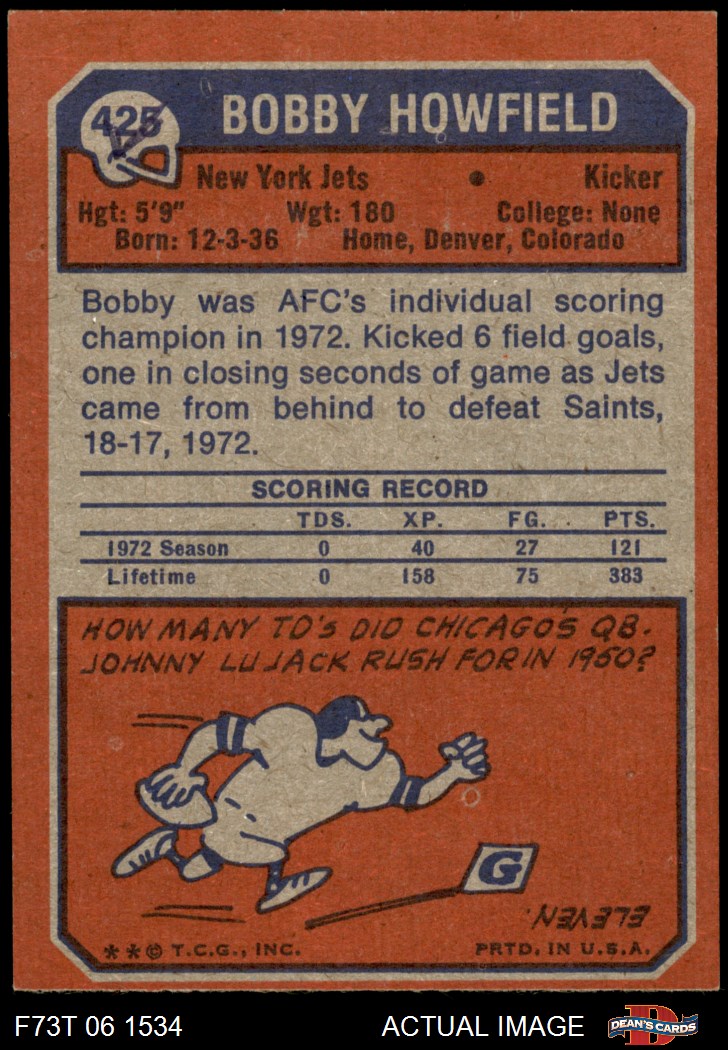 425
BOBBY HOWFIELD
New York Jets • Kicker
Hgt: 5'9" Wgt: 180 College: None
Born: 12-3-36 Home, Denver, Colorado
Bobby was AFC's individual scoring
champion in 1972. Kicked 6 field goals,
one in closing seconds of game as Jets
came from behind to defeat Saints,
18-17, 1972.
SCORING RECORD
TDS. XP. FG. PTS.
1972 Season 0 40 27 121
Lifetime 0 158 75 383
HOW MANY TD'S DID CHICAGO'S QB.
JOHNNY LUJACK RUSH FOR IN 1950?
G
ELEVEN.
**© T.C.G., INC. PRTD. IN U.S.A.
F73T 06 1534 ACTUAL IMAGE D DEAN'S CARDS